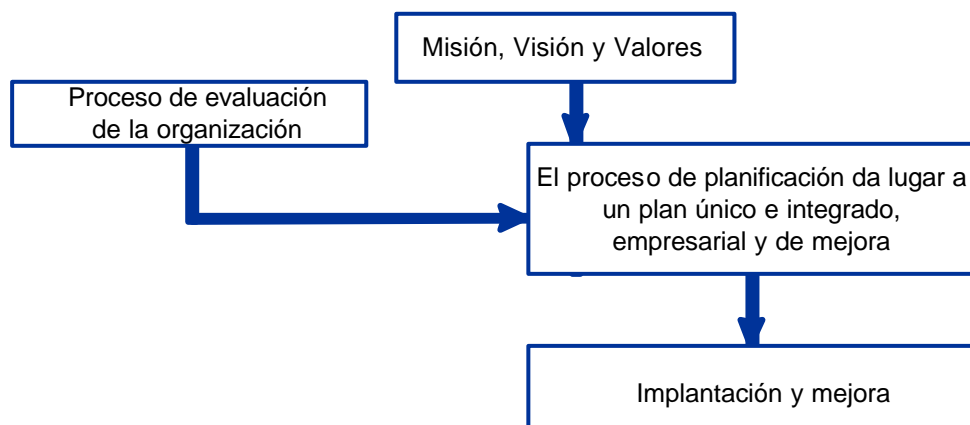 Misión, Visión y Valores
Proceso de evaluación
de la organización
El proceso de planificación da lugar a
un plan único e integrado,
empresarial y de mejora
Implantación y mejora